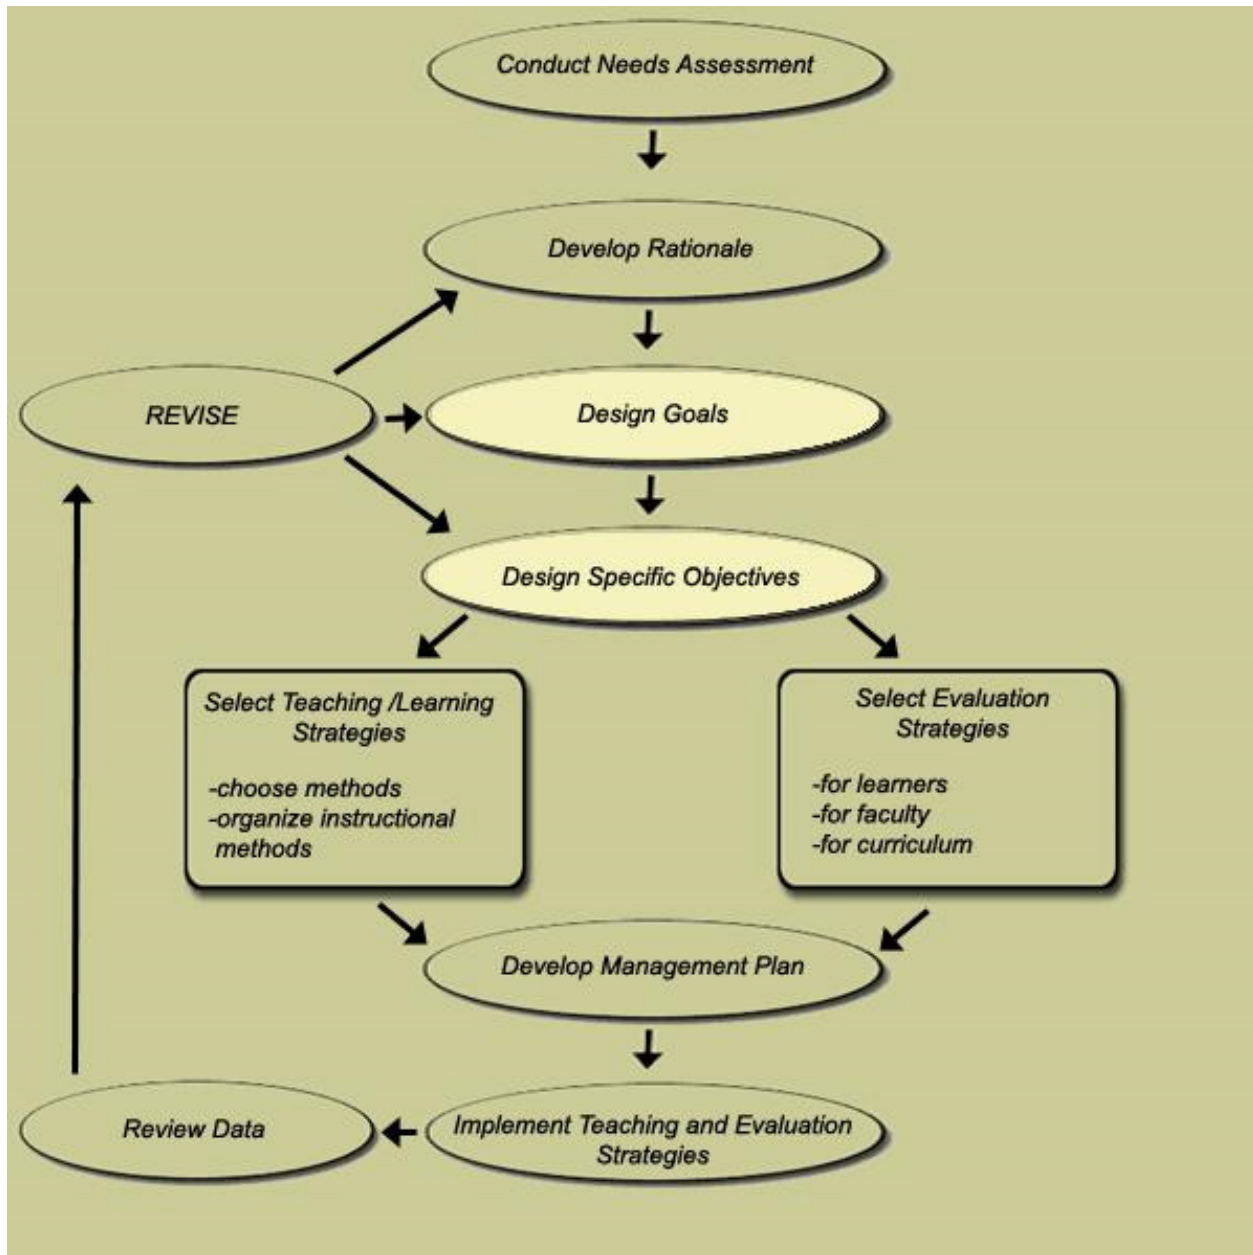 Conduct Needs Assessment
Develop Rationale
REVISE
Design Goals
Design Specific Objectives
Select Teaching /Learning
Strategies
-choose methods
-organize instructional
methods
Select Evaluation
Strategies
-for learners
-for faculty
-for curriculum
Develop Management Plan
Review Data
Implement Teaching and Evaluation
Strategies